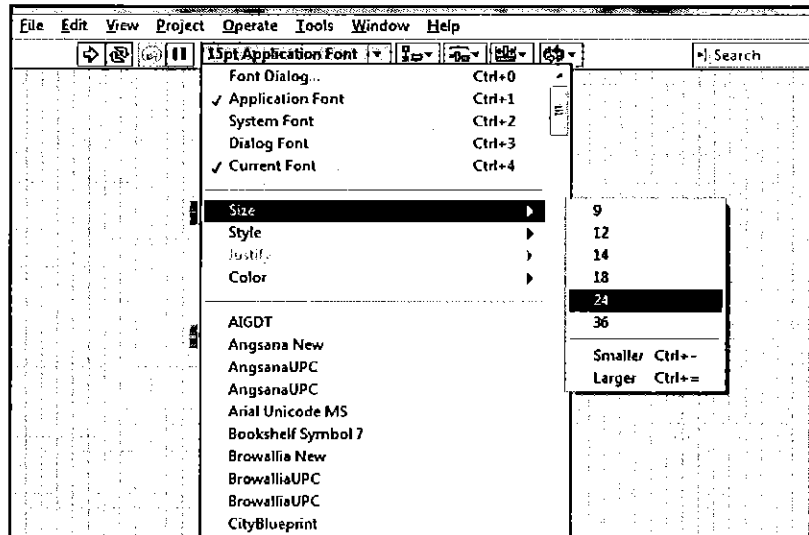 File Edit View Project Operate Tools Window Help
15pt Application Font Search
Font Dialog... Ctrl+0
✓ Application Font Ctrl+1
System Font Ctrl+2
Dialog Font Ctrl+3
✓ Current Font Ctrl+4
Size
Style
Justify
Color
AIGDT
Angsana New
AngsanaUPC
AngsanaUPC
Arial Unicode MS
Bookshelf Symbol 7
Browallia New
BrowalliaUPC
BrowalliaUPC
CityBlueprint
9
12
14
18
24
36
Smaller Ctrl+-
Larger Ctrl+=